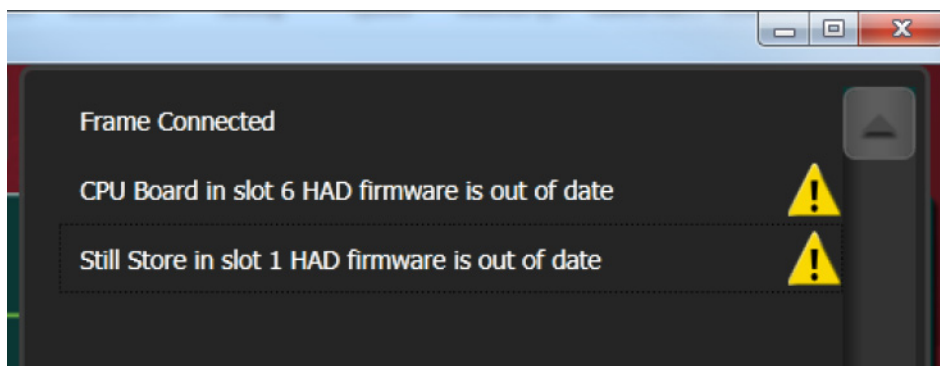 Frame Connected
CPU Board in slot 6 HAD firmware is out of date
Still Store in slot 1 HAD firmware is out of date